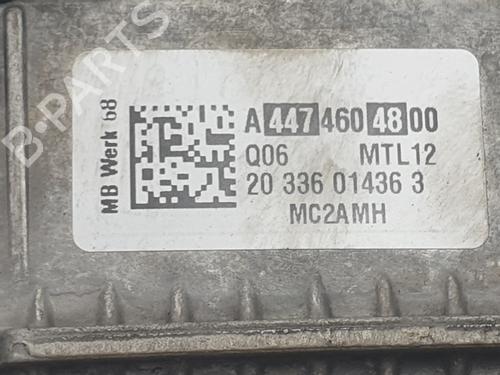 A 447 460 48 00
Q06 MTL12
20 336 01436 3
MC2AMH
MB Werk 68
B-PARTS